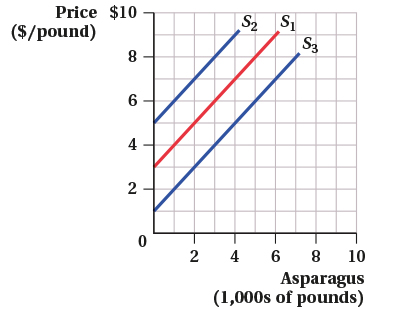 Price $10
($/pound)
S2 S1
S3
8
6
4
2
0
2 4 6 8 10
Asparagus
(1,000s of pounds)